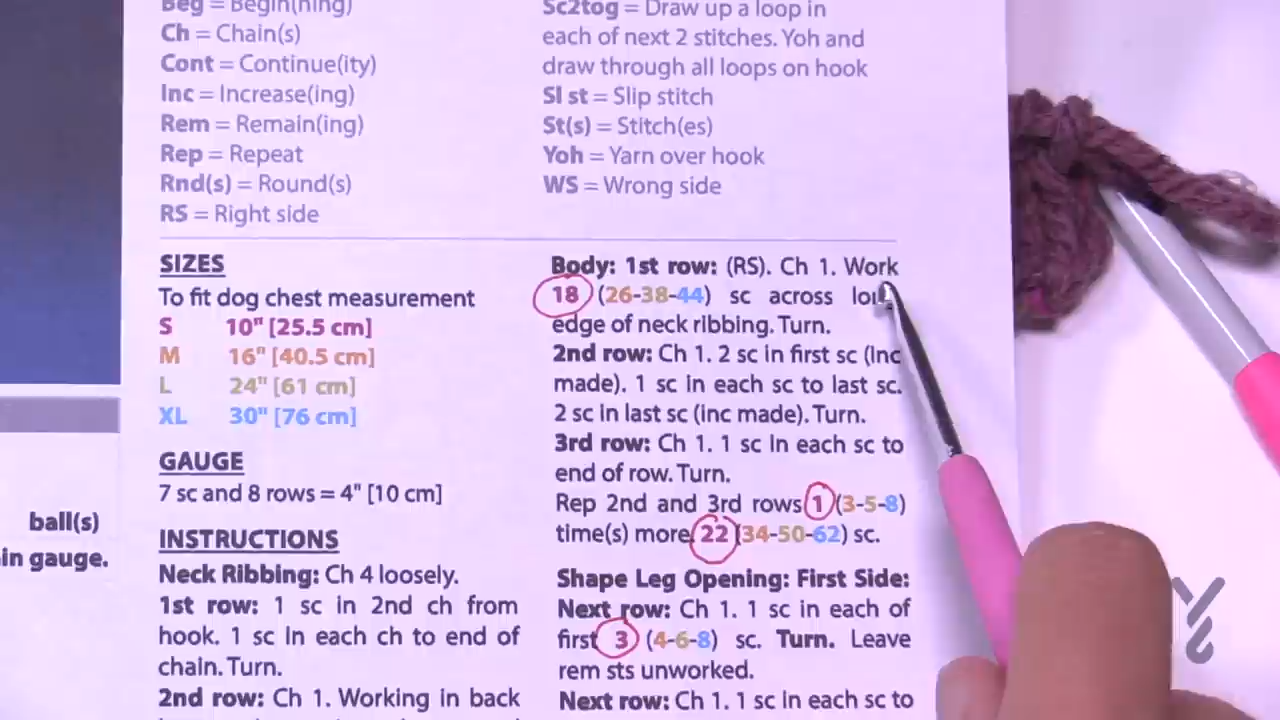 Beg = Begin(ning)
Ch = Chain(s)
Cont = Continue(ity)
Inc = Increase(ing)
Rem = Remain(ing)
Rep = Repeat
Rnd(s) = Round(s)
RS = Right side
Sc2tog = Draw up a loop in
each of next 2 stitches. Yoh and
draw through all loops on hook
Sl st = Slip stitch
St(s) = Stitch(es)
Yoh = Yarn over hook
WS = Wrong side
SIZES
To fit dog chest measurement
S 10" [25.5 cm]
M 16" [40.5 cm]
L 24" [61 cm]
XL 30" [76 cm]
GAUGE
7 sc and 8 rows = 4" [10 cm]
INSTRUCTIONS
Neck Ribbing: Ch 4 loosely.
1st row: 1 sc in 2nd ch from
hook. 1 sc in each ch to end of
chain. Turn.
2nd row: Ch 1. Working in back
Body: 1st row: (RS). Ch 1. Work
18 (26-38-44) sc across
edge of neck ribbing. Turn.
2nd row: Ch 1. 2 sc in first sc (inc
made). 1 sc in each sc to last sc.
2 sc in last sc (inc made). Turn.
3rd row: Ch 1. 1 sc in each sc to
end of row. Turn.
Rep 2nd and 3rd rows 1 (3-5-8)
time(s) more. 22 (34-50-62) sc.
Shape Leg Opening: First Side:
Next row: Ch 1. 1 sc in each of
first 3 (4-6-8) sc. Turn. Leave
rem sts unworked.
Next row: Ch 1. 1 sc in each sc to
ball(s)
in gauge.